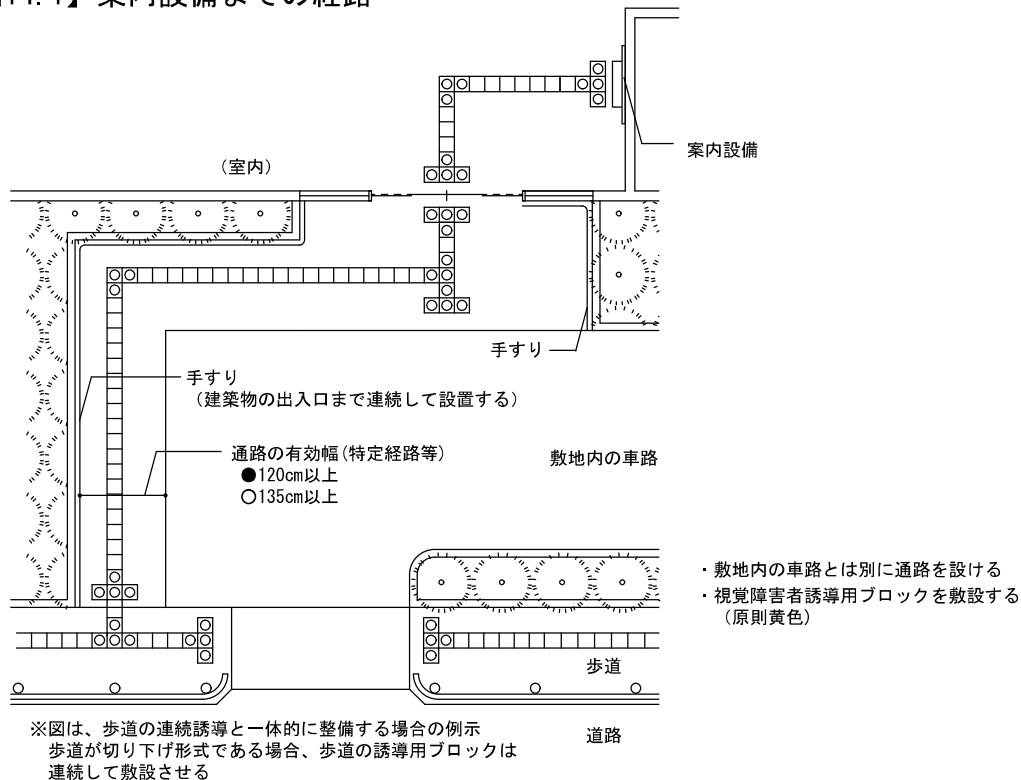 案内設備までの経路
案内設備
(室内)
手すり
手すり
(建築物の出入口まで連続して設置する)
通路の有効幅(特定経路等)
●120cm以上
○135cm以上
敷地内の車路
・敷地内の車路とは別に通路を設ける
・視覚障害者誘導用ブロックを敷設する
(原則黄色)
歩道
道路
※図は、歩道の連続誘導と一体的に整備する場合の例示
歩道が切り下げ形式である場合、歩道の誘導用ブロックは
連続して敷設させる